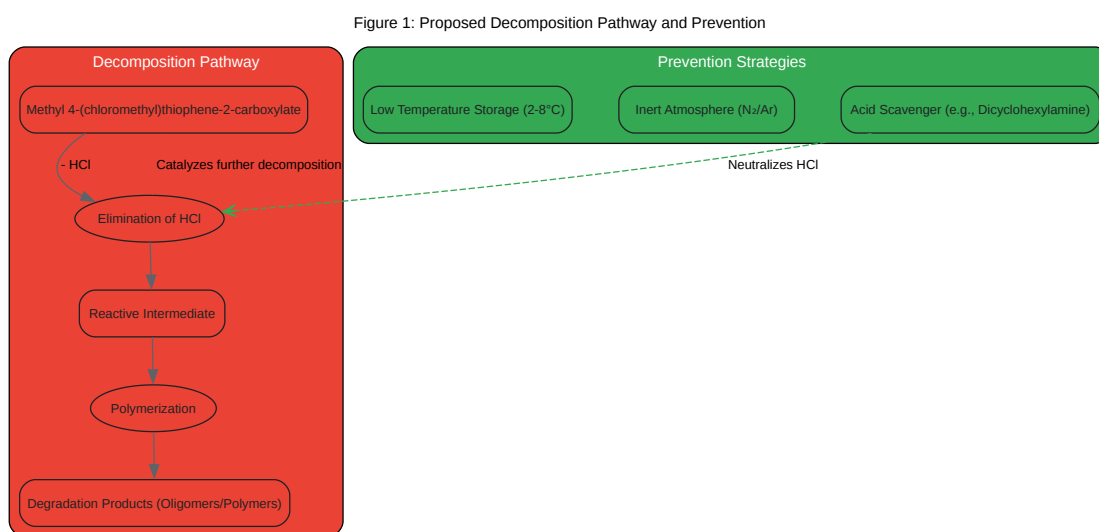 Figure 1: Proposed Decomposition Pathway and Prevention
Decomposition Pathway
Methyl 4-(chloromethyl)thiophene-2-carboxylate
- HCl
Catalyzes further decomposition
Elimination of HCl
Reactive Intermediate
Polymerization
Degradation Products (Oligomers/Polymers)
Prevention Strategies
Low Temperature Storage (2-8°C)
Inert Atmosphere (N₂/Ar)
Acid Scavenger (e.g., Dicyclohexylamine)
Neutralizes HCl